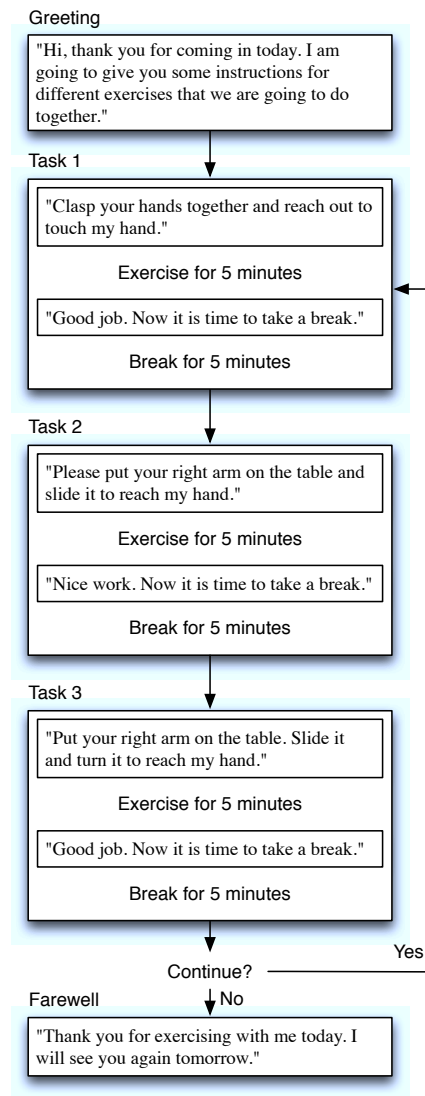 Greeting
"Hi, thank you for coming in today. I am
going to give you some instructions for
different exercises that we are going to do
together."
Task 1
"Clasp your hands together and reach out to
touch my hand."
Exercise for 5 minutes
"Good job. Now it is time to take a break."
Break for 5 minutes
Task 2
"Please put your right arm on the table and
slide it to reach my hand."
Exercise for 5 minutes
"Nice work. Now it is time to take a break."
Break for 5 minutes
Task 3
"Put your right arm on the table. Slide it
and turn it to reach my hand."
Exercise for 5 minutes
"Good job. Now it is time to take a break."
Break for 5 minutes
Continue?
Yes
No
Farewell
"Thank you for exercising with me today. I
will see you again tomorrow."